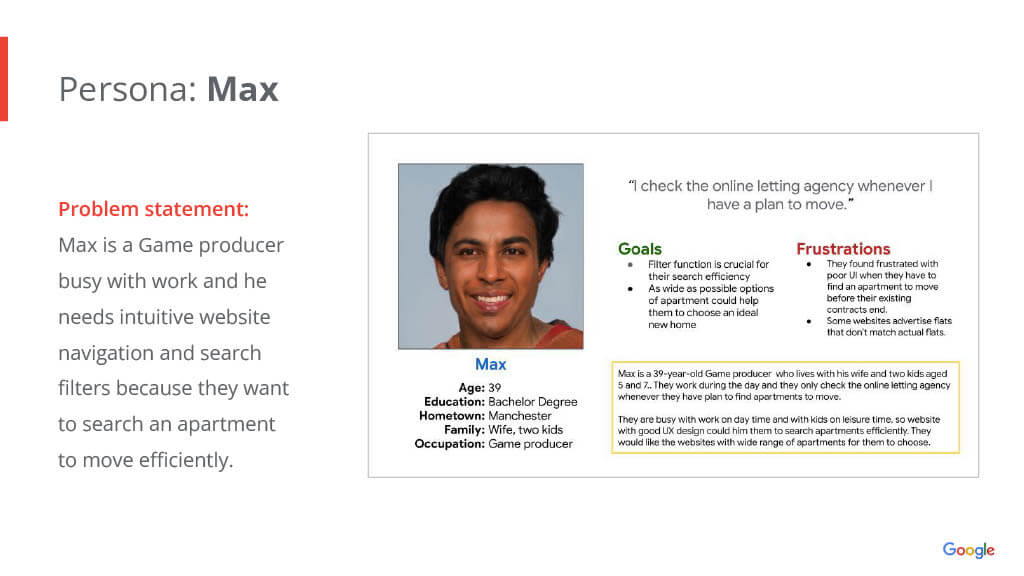 Persona: Max
Problem statement:
Max is a Game producer
busy with work and he
needs intuitive website
navigation and search
filters because they want
to search an apartment
to move efficiently.
Max
Age: 39
Education: Bachelor Degree
Hometown: Manchester
Family: Wife, two kids
Occupation: Game producer
“I check the online letting agency whenever I
have a plan to move.”
Goals
● Filter function is crucial for
their search efficiency
● As wide as possible options
of apartment could help
them to choose an ideal
new home
Frustrations
● They found frustrated with
poor UI when they have to
find an apartment to move
before their existing
contracts end.
● Some websites advertise flats
that don't match actual flats.
Max is a 39-year-old Game producer who lives with his wife and two kids aged
5 and 7.. They work during the day and they only check the online letting agency
whenever they have plan to find apartments to move.
They are busy with work on day time and with kids on leisure time, so website
with good UX design could him them to search apartments efficiently. They
would like the websites with wide range of apartments for them to choose.
Google